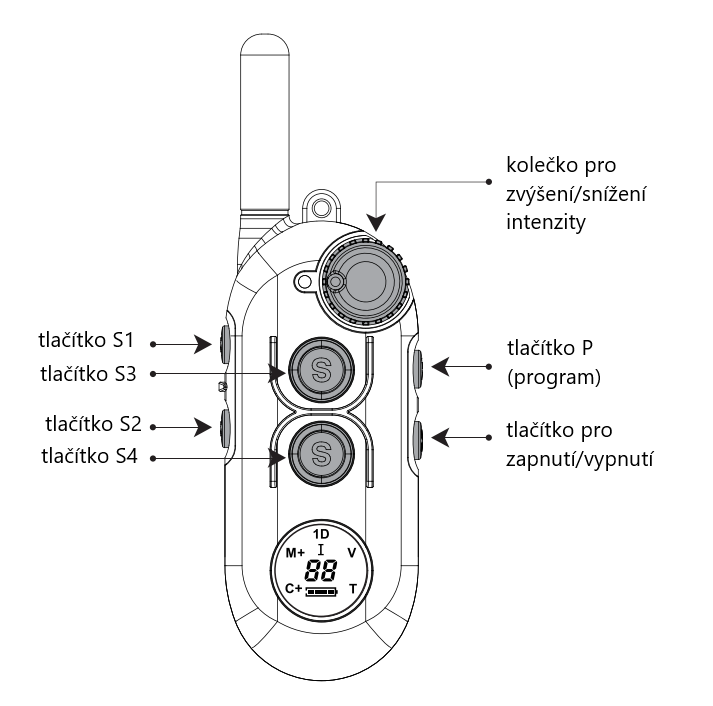 kolečko pro
zvýšení/snížení
intenzity
tlačítko S1
tlačítko S3
tlačítko P
(program)
tlačítko S2
tlačítko S4
tlačítko pro
zapnutí/vypnutí
S
S
1D
M+ I V
88
C+ T